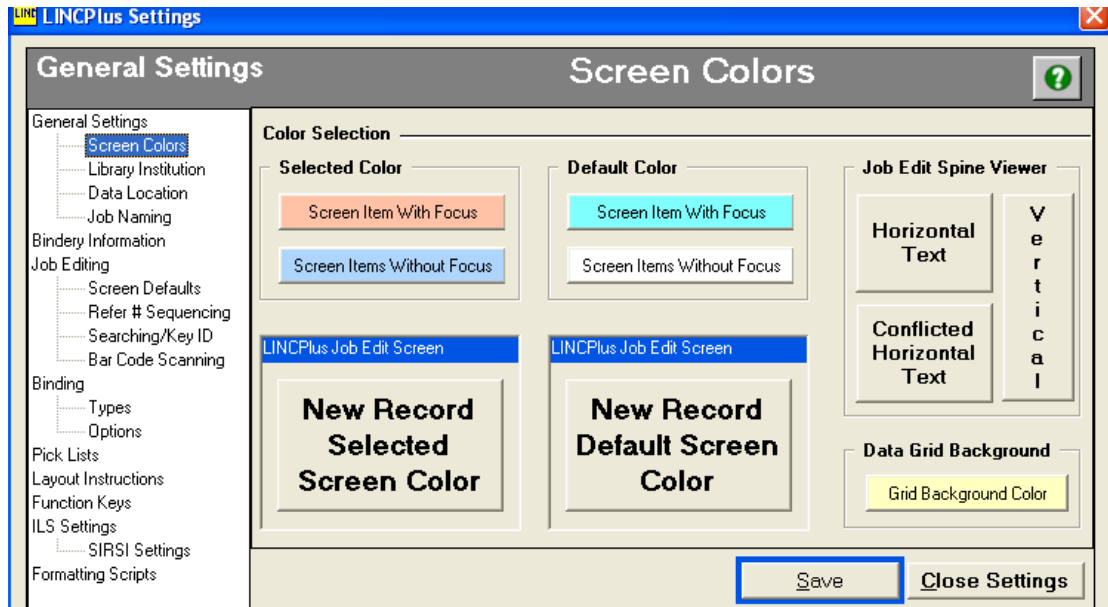 LINC LINCPlus Settings
General Settings
Screen Colors
General Settings
Screen Colors
Library Institution
Data Location
Job Naming
Bindery Information
Job Editing
Screen Defaults
Refer # Sequencing
Searching/Key ID
Bar Code Scanning
Binding
Types
Options
Pick Lists
Layout Instructions
Function Keys
ILS Settings
SIRSI Settings
Formatting Scripts
Color Selection
Selected Color
Screen Item With Focus
Screen Items Without Focus
Default Color
Screen Item With Focus
Screen Items Without Focus
Job Edit Spine Viewer
Horizontal
Text
Conflicted
Horizontal
Text
Vertical
LINCPlus Job Edit Screen
New Record
Selected
Screen Color
LINCPlus Job Edit Screen
New Record
Default Screen
Color
Data Grid Background
Grid Background Color
Save
Close Settings